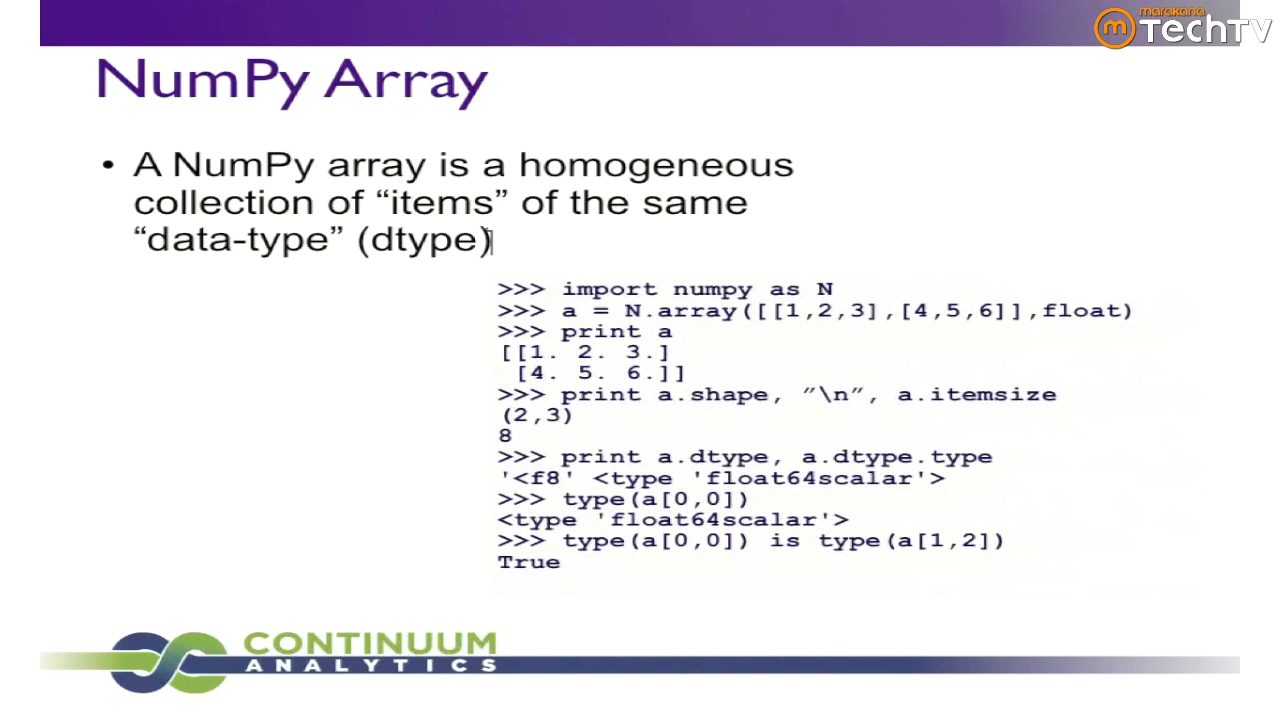 marakana
m TechTV
NumPy Array
• A NumPy array is a homogeneous
collection of “items” of the same
“data-type” (dtype)
>>> import numpy as N
>>> a = N.array([[1,2,3],[4,5,6]],float)
>>> print a
[[1. 2. 3.]
 [4. 5. 6.]]
>>> print a.shape, ”\n”, a.itemsize
(2,3)
8
>>> print a.dtype, a.dtype.type
'<f8' <type 'float64scalar'>
>>> type(a[0,0])
<type 'float64scalar'>
>>> type(a[0,0]) is type(a[1,2])
True
CONTINUUM
ANALYTICS